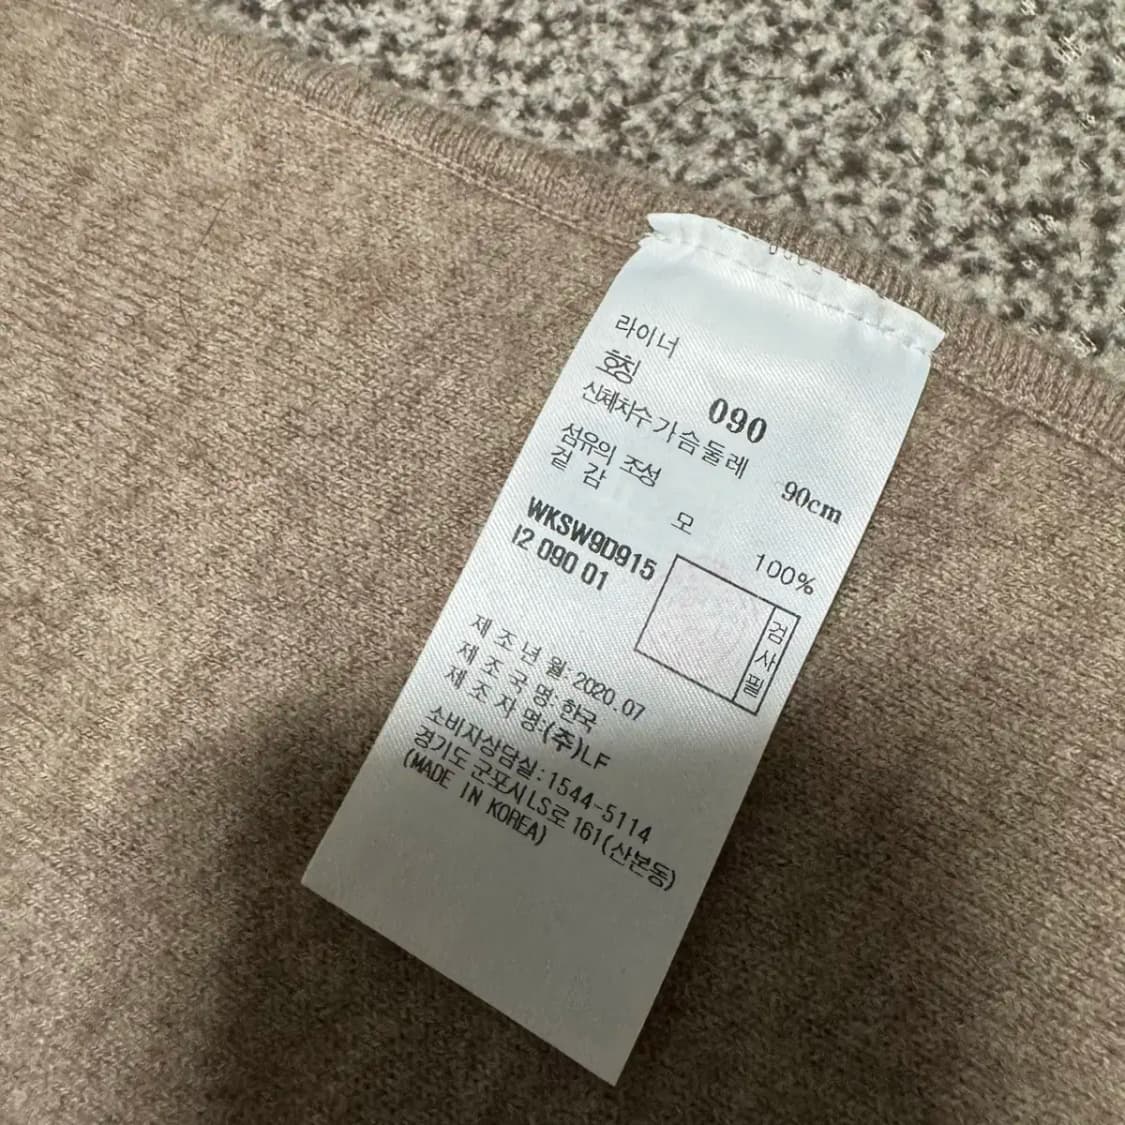 라이너
호칭 090
신체치수 가슴둘레 90cm
섬유의 조성
겉감 모 100%
WKSW9D915
I2 090 01
검사필
제조년월: 2020.07
제조국명: 한국
제조자명:(주)LF
소비자상담실:1544-5114
경기도 군포시 LS로 161(산본동)
(MADE IN KOREA)